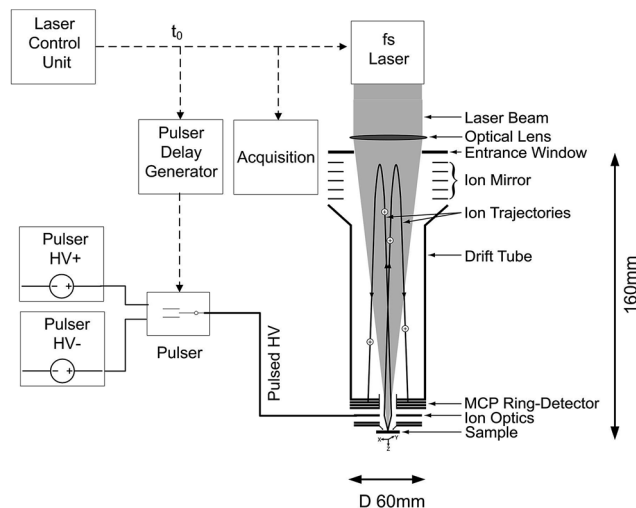 Laser
Control
Unit
t0
fs
Laser
Laser Beam
Optical Lens
Entrance Window
Ion Mirror
Ion Trajectories
Drift Tube
Pulser
Delay
Generator
Acquisition
Pulser
HV+
- +
Pulser
HV-
- +
Pulser
Pulsed HV
160mm
MCP Ring-Detector
Ion Optics
Sample
X
Y
Z
D 60mm